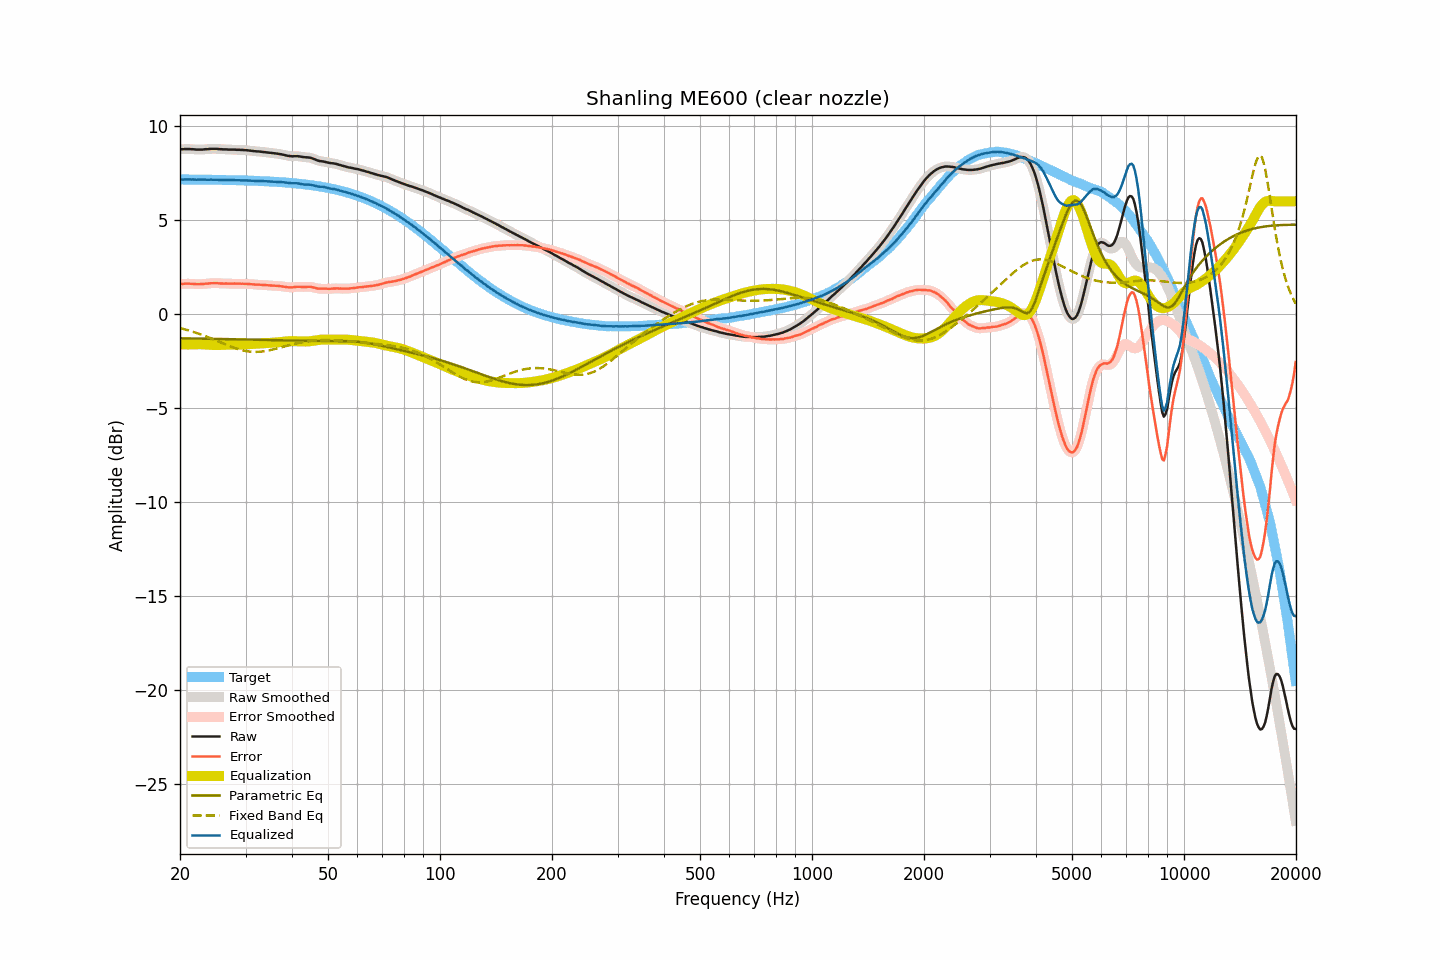 Shanling ME600 (clear nozzle)
10
5
0
−5
−10
−15
−20
−25
Amplitude (dBr)
Target
Raw Smoothed
Error Smoothed
Raw
Error
Equalization
Parametric Eq
Fixed Band Eq
Equalized
20 50 100 200 500 1000 2000 5000 10000 20000
Frequency (Hz)